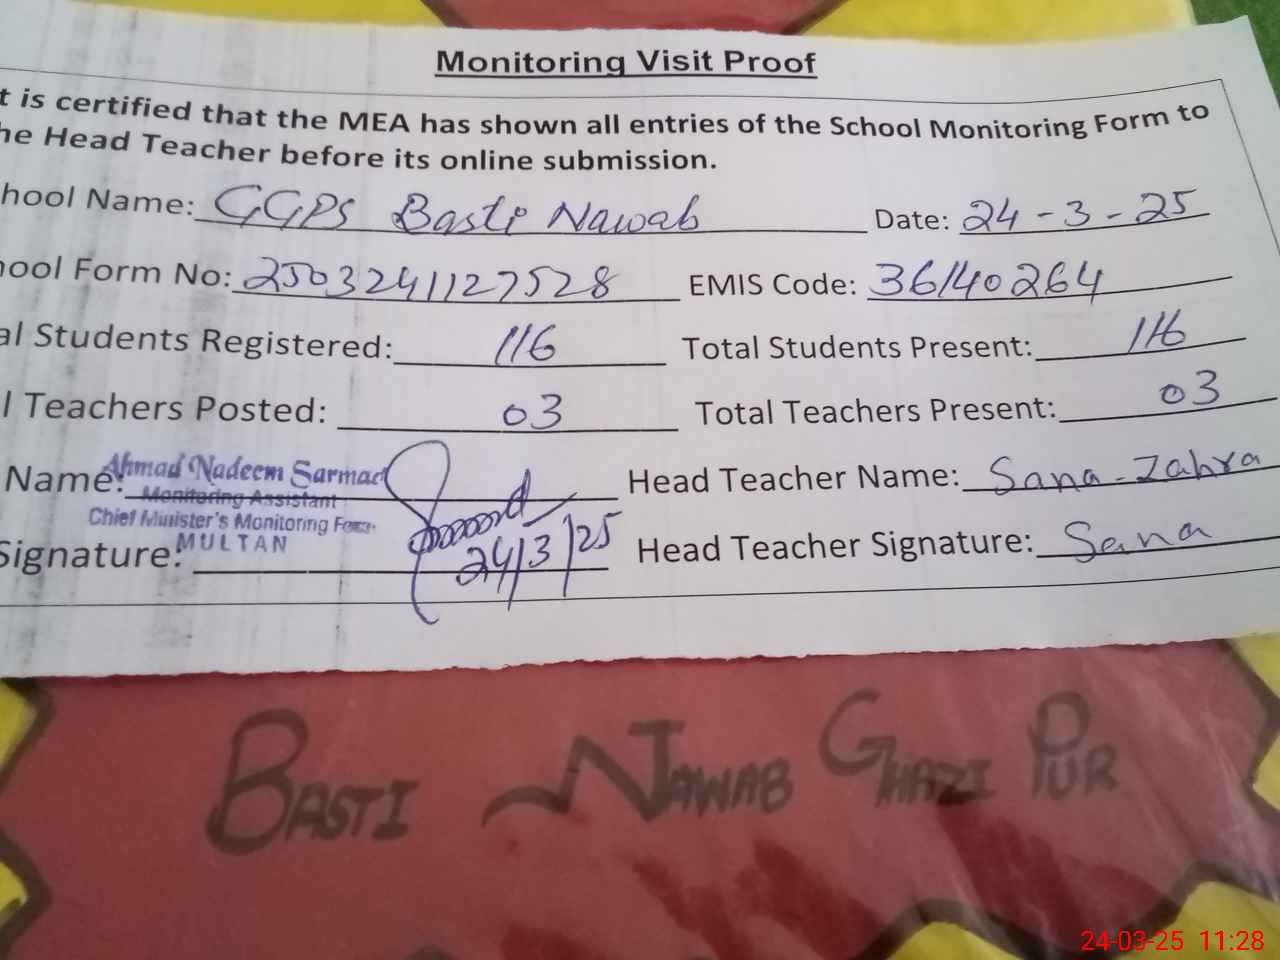 Monitoring Visit Proof
t is certified that the MEA has shown all entries of the School Monitoring Form to
he Head Teacher before its online submission.
hool Name: GGPS Basti Nawab Date: 24-3-25
hool Form No: 2503241127528 EMIS Code: 36140264
al Students Registered: 116 Total Students Present: 116
l Teachers Posted: 03 Total Teachers Present: 03
Name: Ahmad Nadeem Sarmad Head Teacher Name: Sana-Zahra
Monitoring Assistant
Chief Minister's Monitoring Force
MULTAN
Signature: 24/3/25 Head Teacher Signature: Sana
BASTI NAWAB GHAZI PUR
24-03-25 11:28